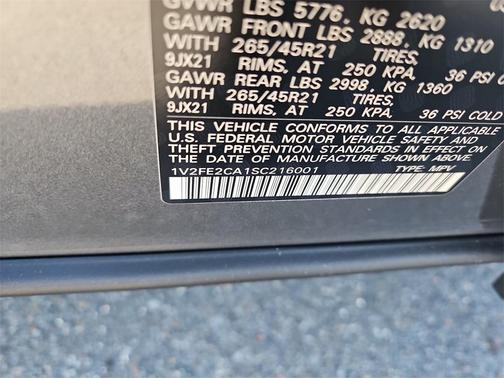 GVWR LBS 5776, KG 2620
GAWR FRONT LBS 2888, KG 1310
WITH 265/45R21 TIRES,
9JX21 RIMS, AT 250 KPA, 36 PSI COLD
GAWR REAR LBS 2998, KG 1360
WITH 265/45R21 TIRES,
9JX21 RIMS, AT 250 KPA, 36 PSI COLD
THIS VEHICLE CONFORMS TO ALL APPLICABLE
U.S. FEDERAL MOTOR VEHICLE SAFETY AND
THEFT PREVENTION STANDARDS IN EFFECT ON
THE DATE OF MANUFACTURE SHOWN ABOVE.
1V2FE2CA1SC216001 TYPE: MPV